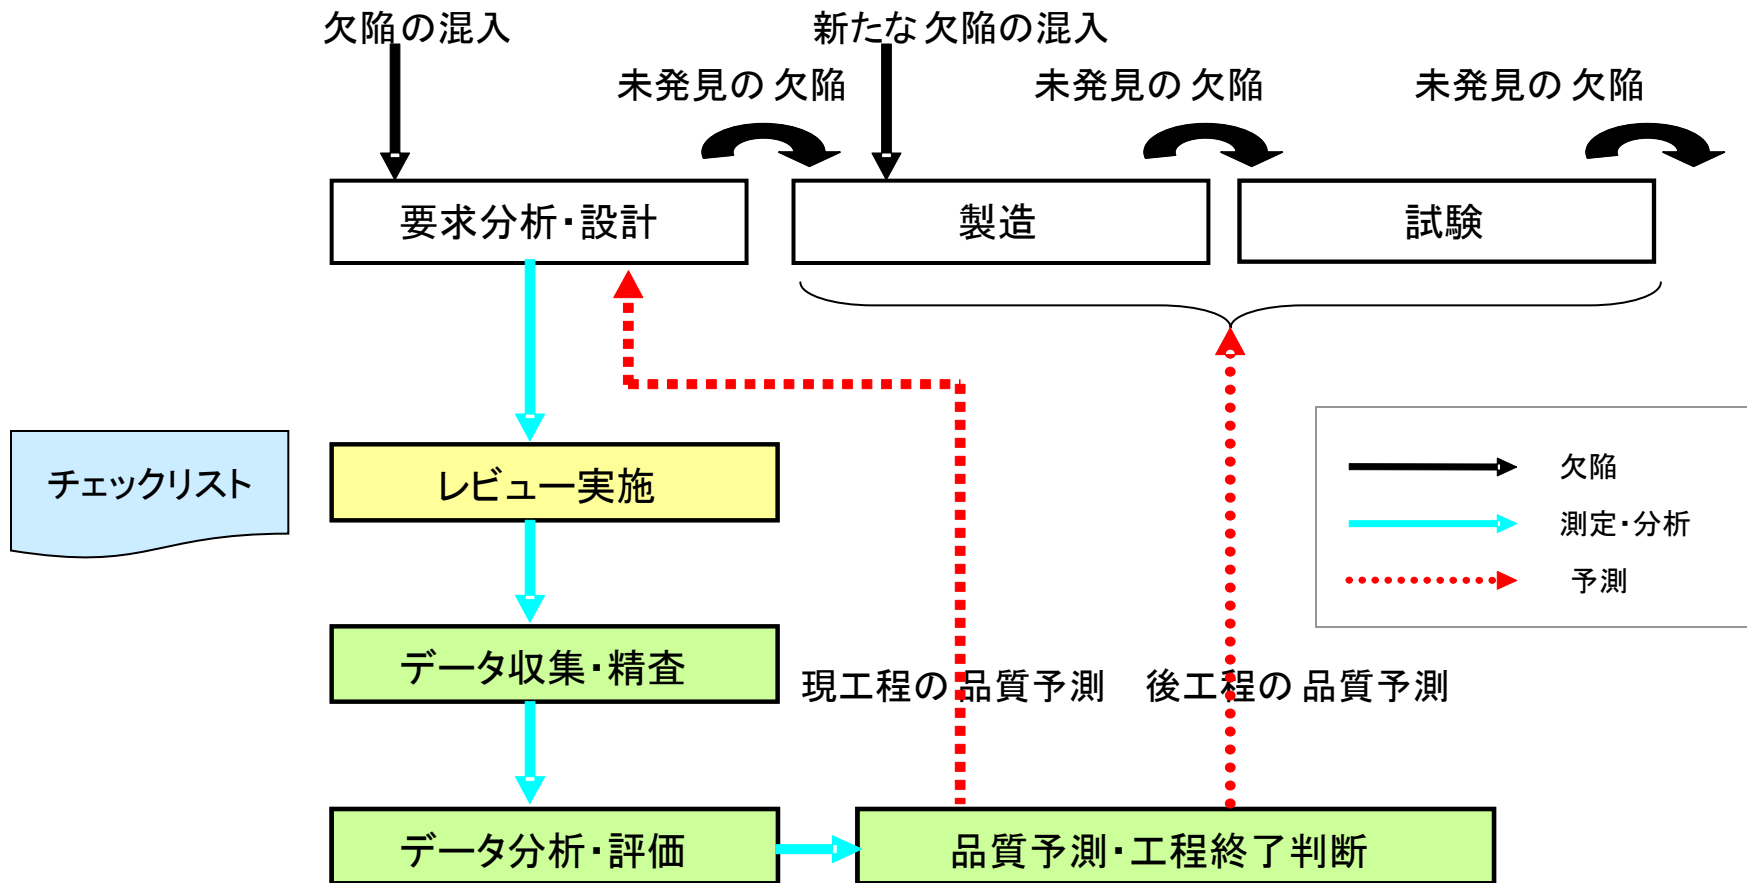 欠陥の混入
新たな欠陥の混入
未発見の欠陥
未発見の欠陥
未発見の欠陥
要求分析・設計
製造
試験
チェックリスト
レビュー実施
欠陥
測定・分析
予測
データ収集・精査
現工程の品質予測
後工程の品質予測
データ分析・評価
品質予測・工程終了判断